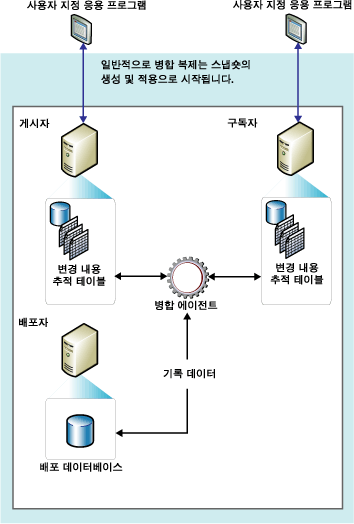 사용자 지정 응용 프로그램
사용자 지정 응용 프로그램
일반적으로 병합 복제는 스냅숏의
생성 및 적용으로 시작됩니다.
게시자
구독자
변경 내용
추적 테이블
변경 내용
추적 테이블
병합 에이전트
배포자
기록 데이터
배포 데이터베이스